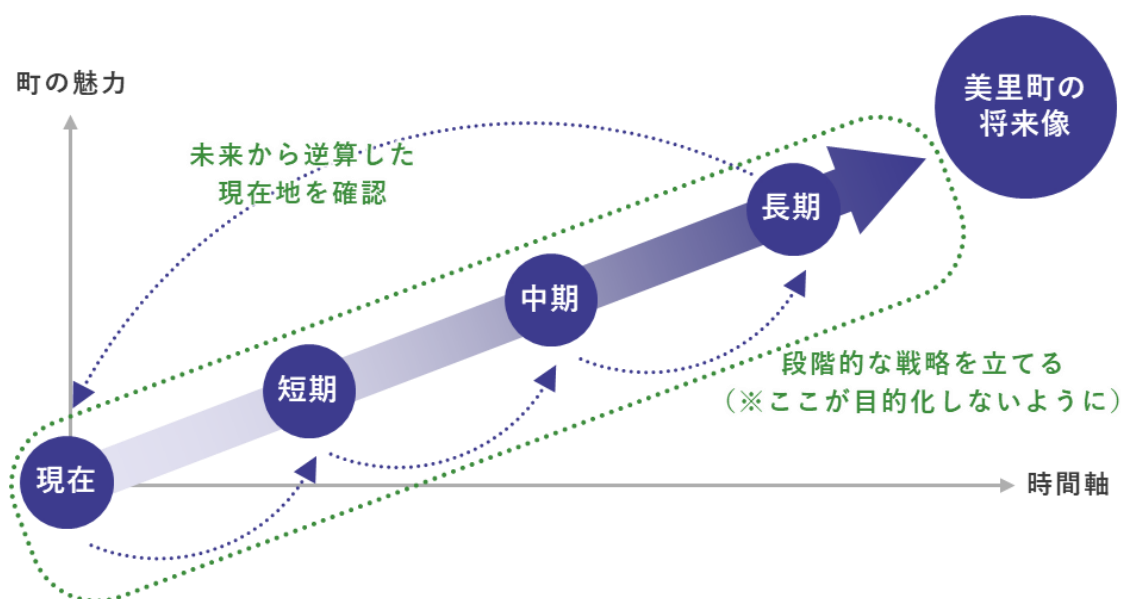 町の魅力
美里町の
将来像
未来から逆算した
現在地を確認
長期
中期
段階的な戦略を立てる
（※ここが目的化しないように）
短期
現在
時間軸